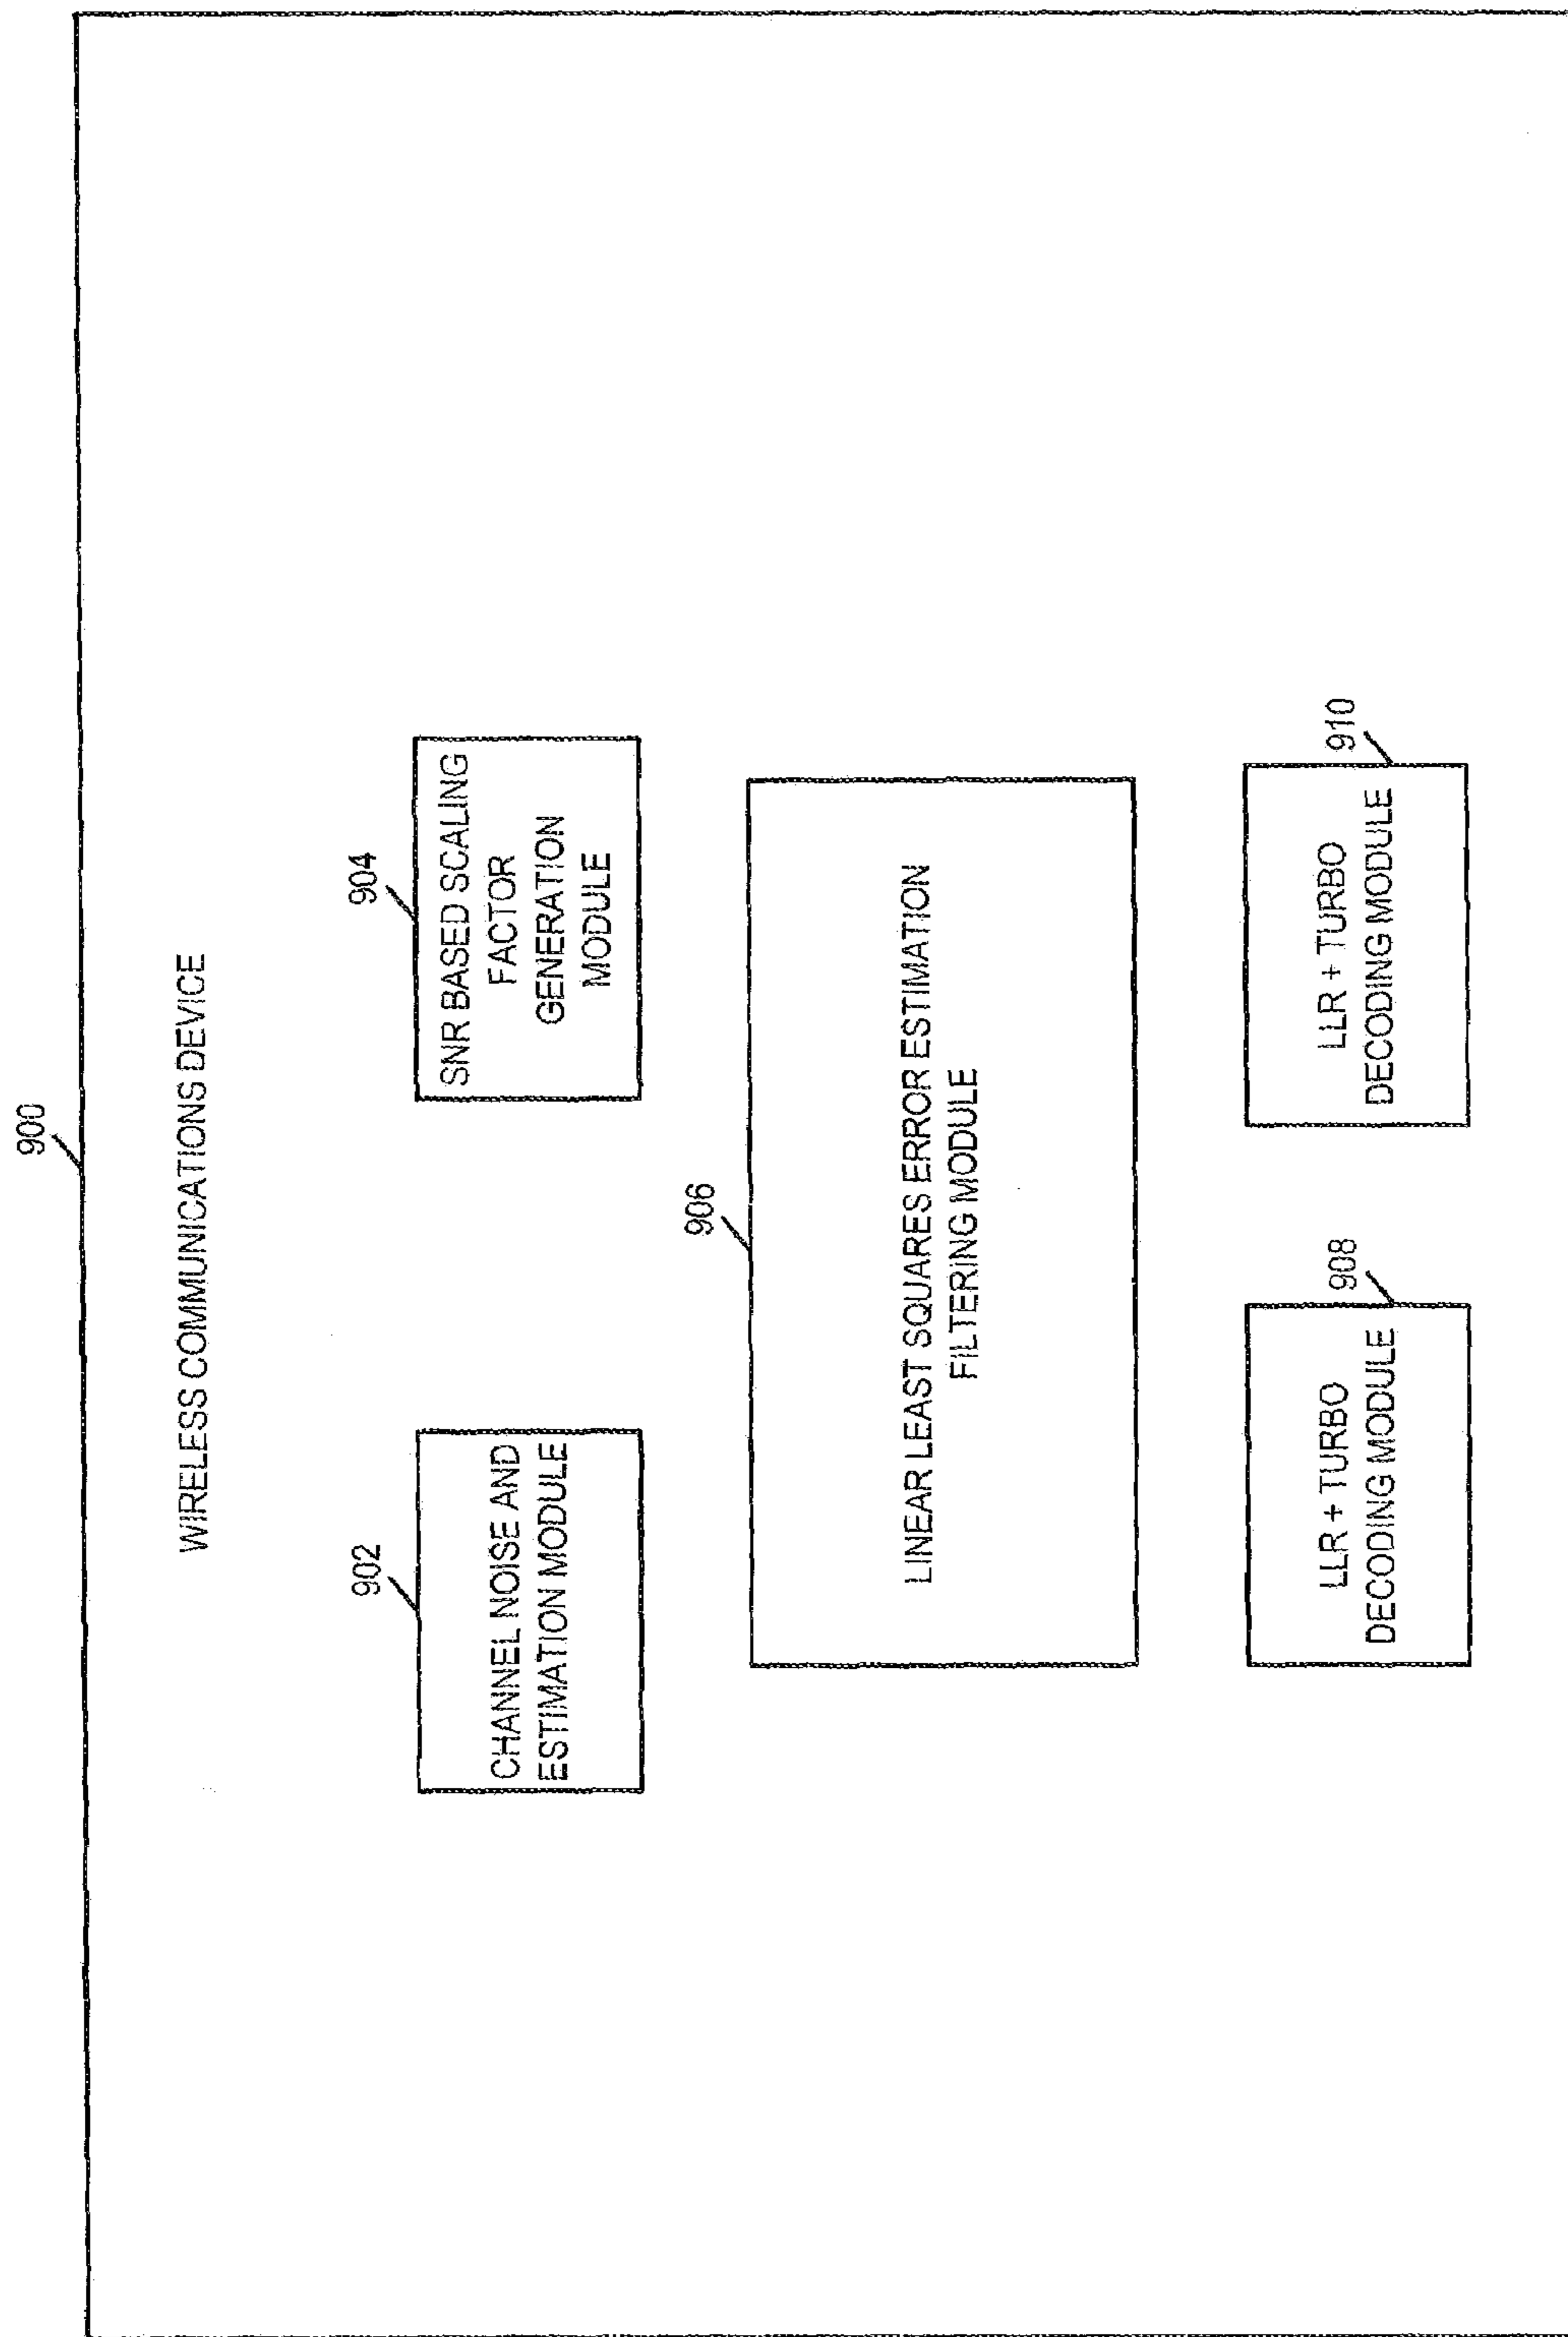 900
WIRELESS COMMUNICATIONS DEVICE
902
CHANNEL NOISE AND
ESTIMATION MODULE
904
SNR BASED SCALING
FACTOR
GENERATION
MODULE
906
LINEAR LEAST SQUARES ERROR ESTIMATION
FILTERING MODULE
908
LLR + TURBO
DECODING MODULE
910
LLR + TURBO
DECODING MODULE